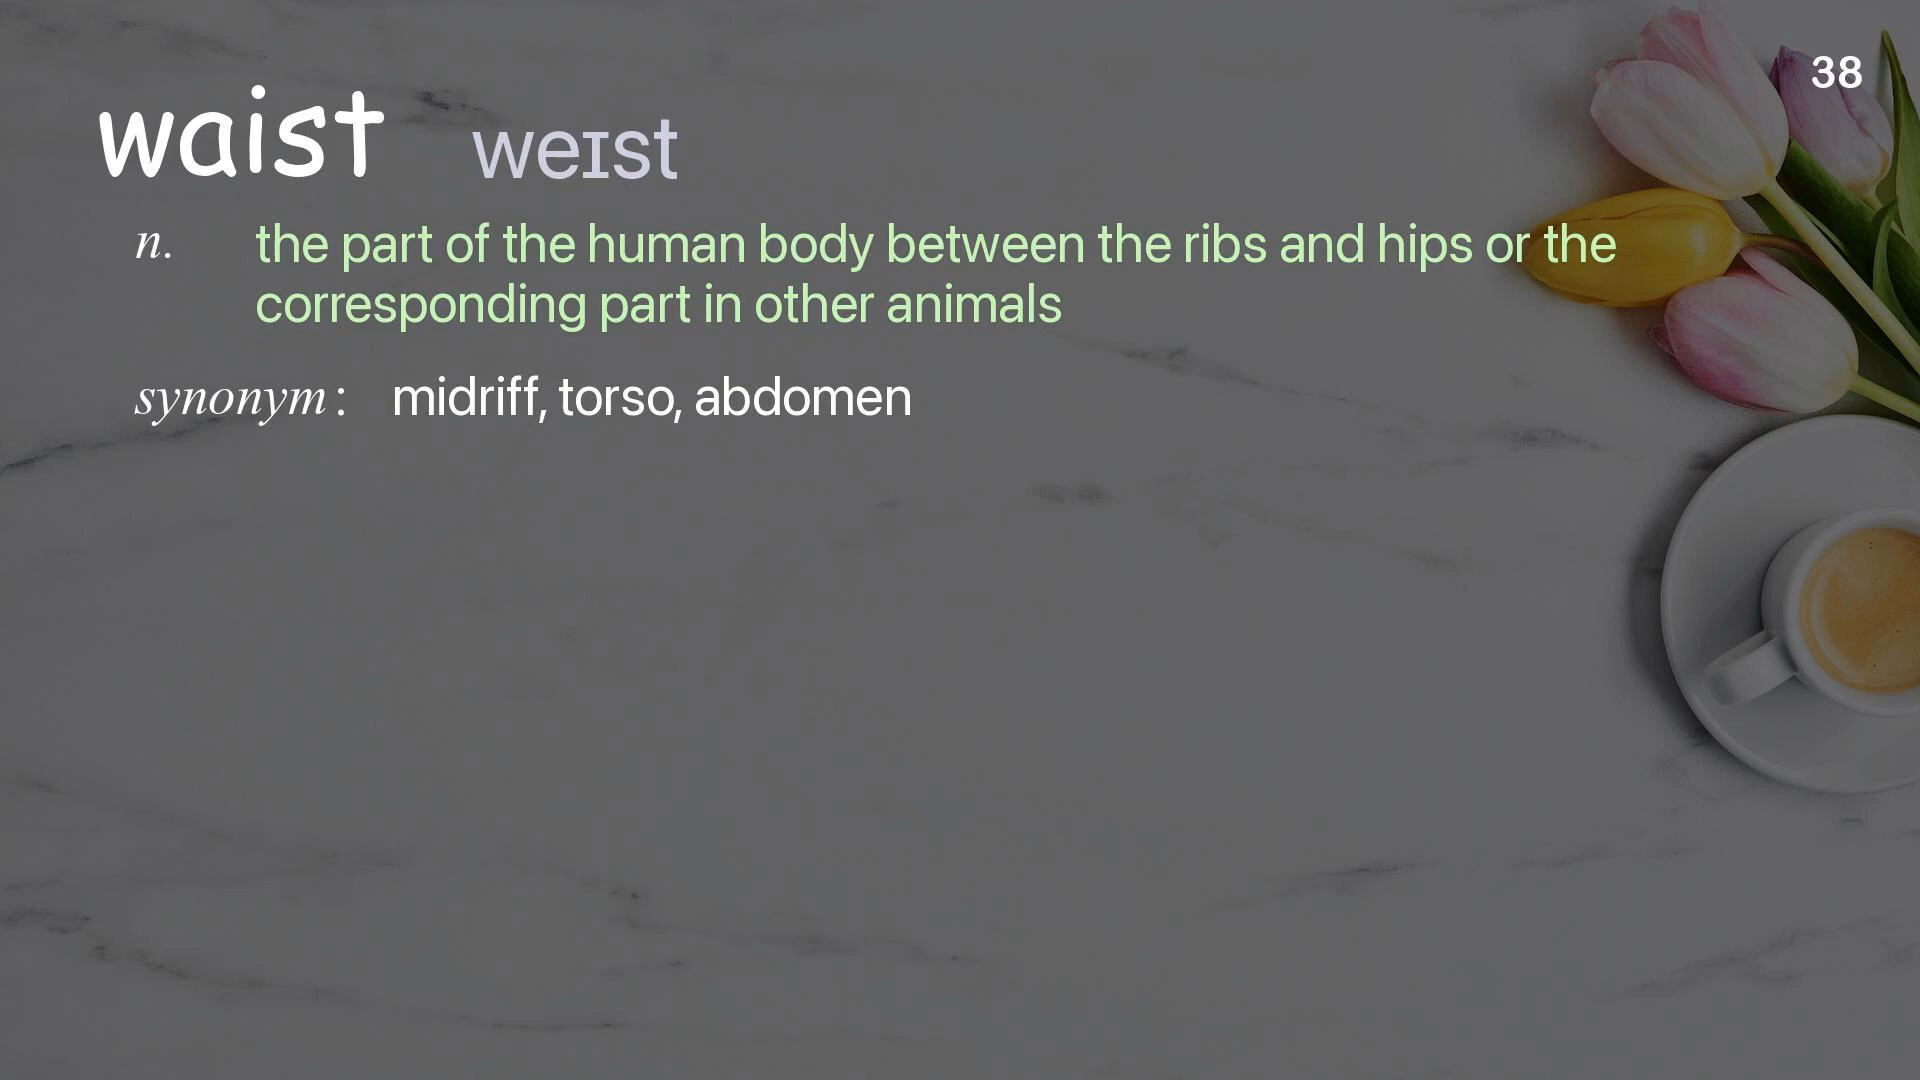 38
waist weɪst
n. the part of the human body between the ribs and hips or the
corresponding part in other animals
synonym: midriff, torso, abdomen